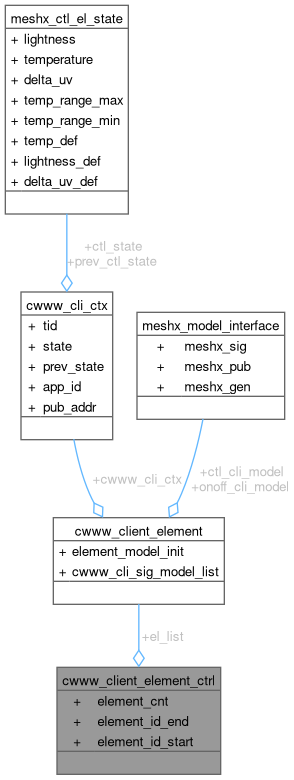 meshx_ctl_el_state
+ lightness
+ temperature
+ delta_uv
+ temp_range_max
+ temp_range_min
+ temp_def
+ lightness_def
+ delta_uv_def
+ctl_state
+prev_ctl_state
cwww_cli_ctx
+ tid
+ state
+ prev_state
+ app_id
+ pub_addr
meshx_model_interface
+ meshx_sig
+ meshx_pub
+ meshx_gen
+cwww_cli_ctx
+ctl_cli_model
+onoff_cli_model
cwww_client_element
+ element_model_init
+ cwww_cli_sig_model_list
+el_list
cwww_client_element_ctrl
+ element_cnt
+ element_id_end
+ element_id_start